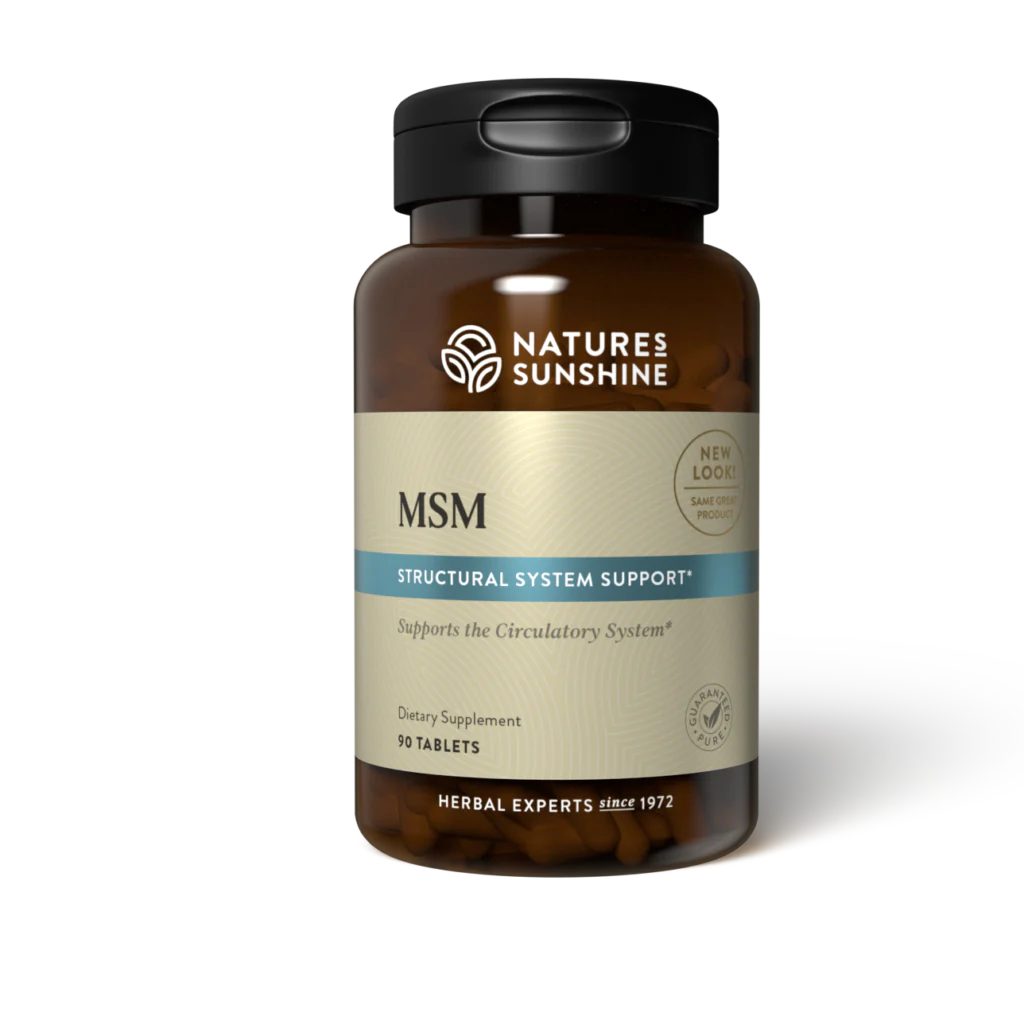 NATURES
SUNSHINE
NEW
LOOK!
SAME GREAT
PRODUCT
MSM
STRUCTURAL SYSTEM SUPPORT*
Supports the Circulatory System*
Dietary Supplement
90 TABLETS
GUARANTEED
• PURE •
HERBAL EXPERTS since 1972